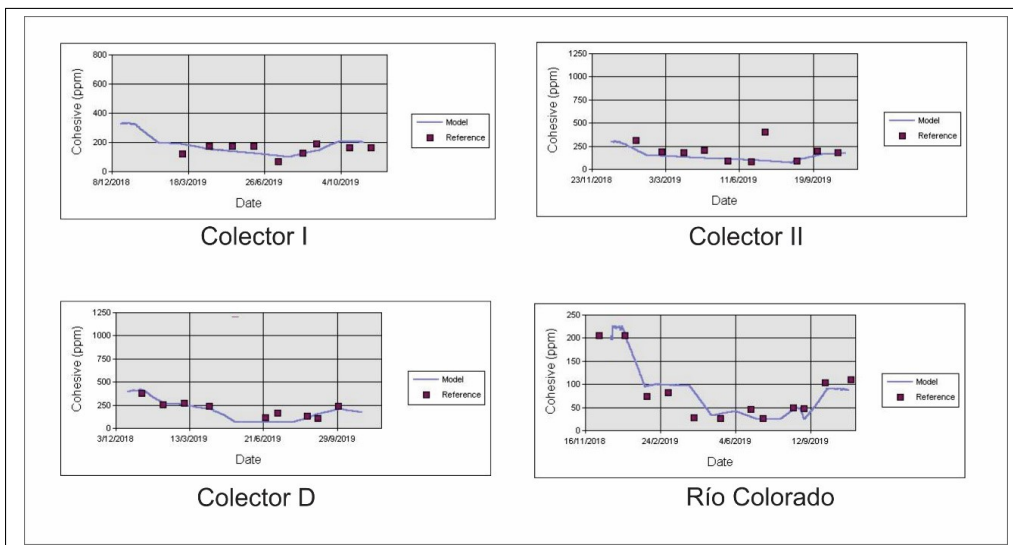 Cohesive (ppm)
800
600
400
200
0
8/12/2018
18/3/2019
26/6/2019
4/10/2019
Date
Model
Reference
Colector I
Cohesive (ppm)
1250
1000
750
500
250
0
23/11/2018
3/3/2019
11/6/2019
19/9/2019
Date
Model
Reference
Colector II
Cohesive (ppm)
1250
1000
750
500
250
0
3/12/2018
13/3/2019
21/6/2019
29/9/2019
Date
Model
Reference
Colector D
Cohesive (ppm)
250
200
150
100
50
0
16/11/2018
24/2/2019
4/6/2019
12/9/2019
Date
Model
Reference
Río Colorado